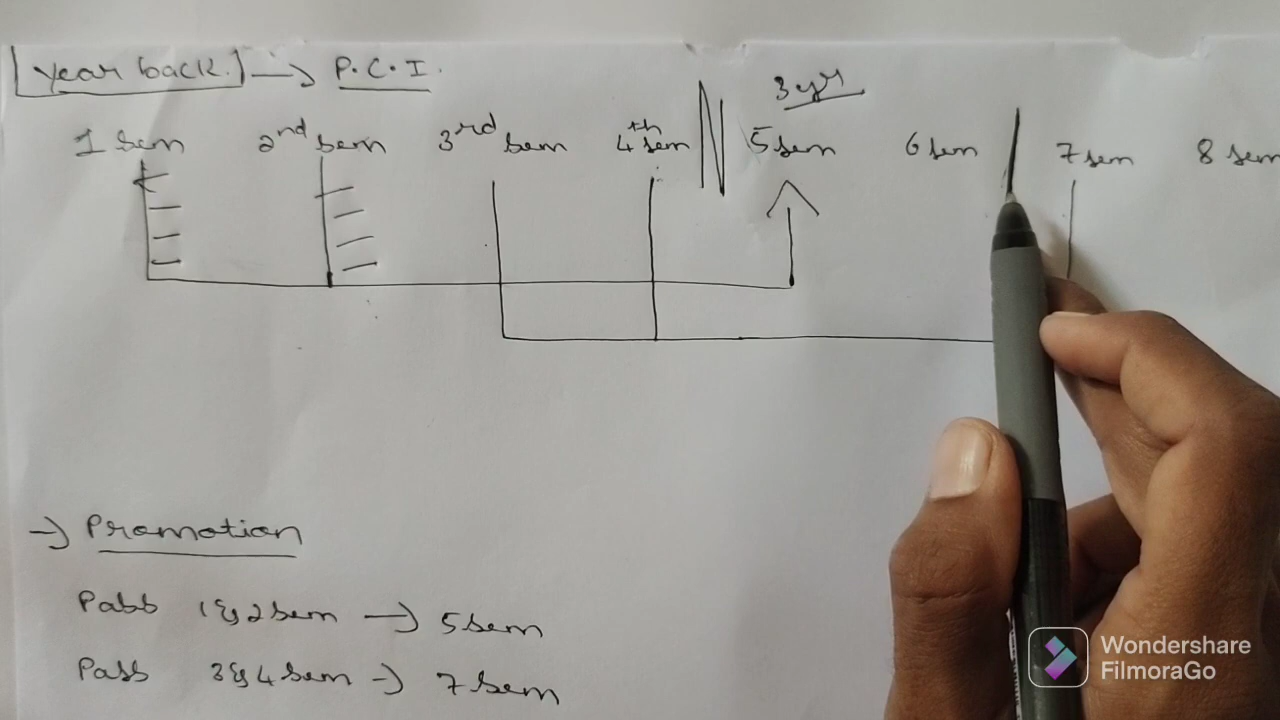 Year back. → P.C.I.
3 yr
1 sem 2nd sem 3rd sem 4th sem 5 sem 6 sem 7 sem 8 sem
→ Promotion
Pass 1 & 2 sem → 5 sem
Pass 3 & 4 sem → 7 sem
Wondershare
FilmoraGo